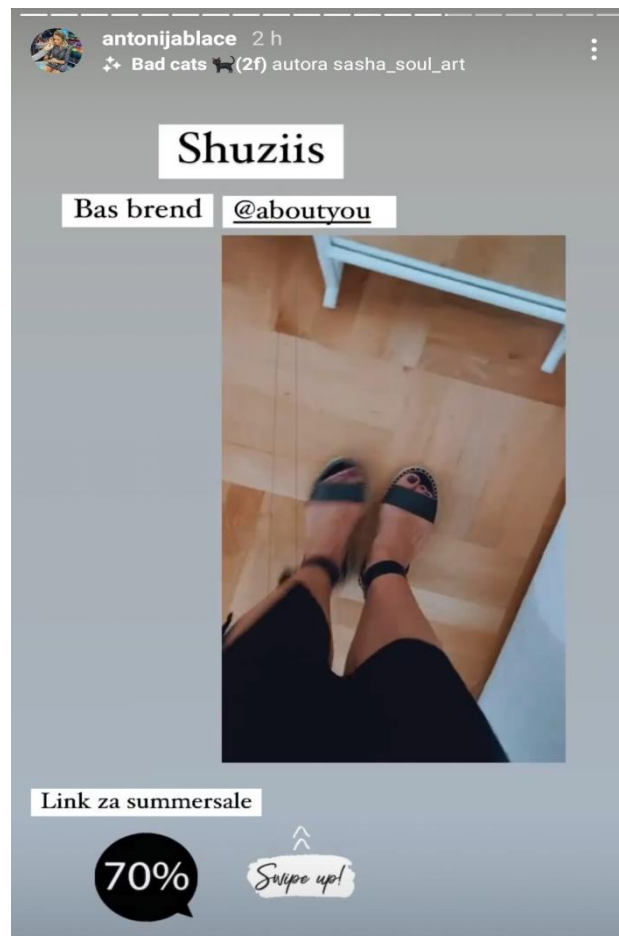 antonijablace 2 h
Bad cats 🐈‍⬛(2f) autora sasha_soul_art
Shuziis
Bas brend @aboutyou
Link za summersale
70%
Swipe up!